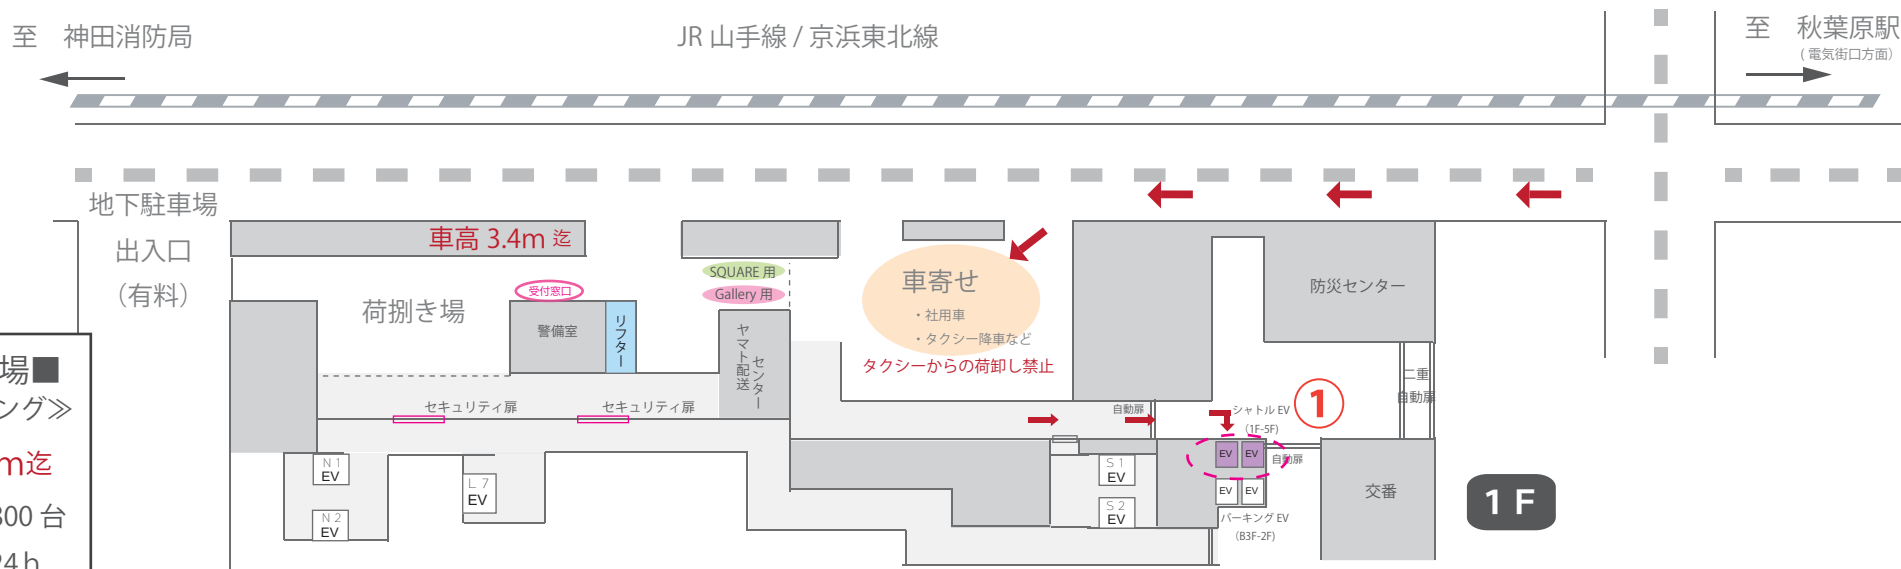 至　神田消防局
JR 山手線 / 京浜東北線
至　秋葉原駅
(電気街口方面)
地下駐車場
出入口
(有料)
車高 3.4m 迄
SQUARE 用
Gallery 用
受付窓口
荷捌き場
警備室
リフター
ヤマト配送
センター
車寄せ
・社用車
・タクシー降車など
タクシーからの荷卸し禁止
防災センター
二重
自動扉
場■
ング≫
m迄
300 台
24h
セキュリティ扉
セキュリティ扉
自動扉
シャトル EV
(1F-5F)
①
EV
EV
自動扉
EV
EV
パーキング EV
(B3F-2F)
N 1
EV
N 2
EV
L 7
EV
S 1
EV
S 2
EV
交番
1 F